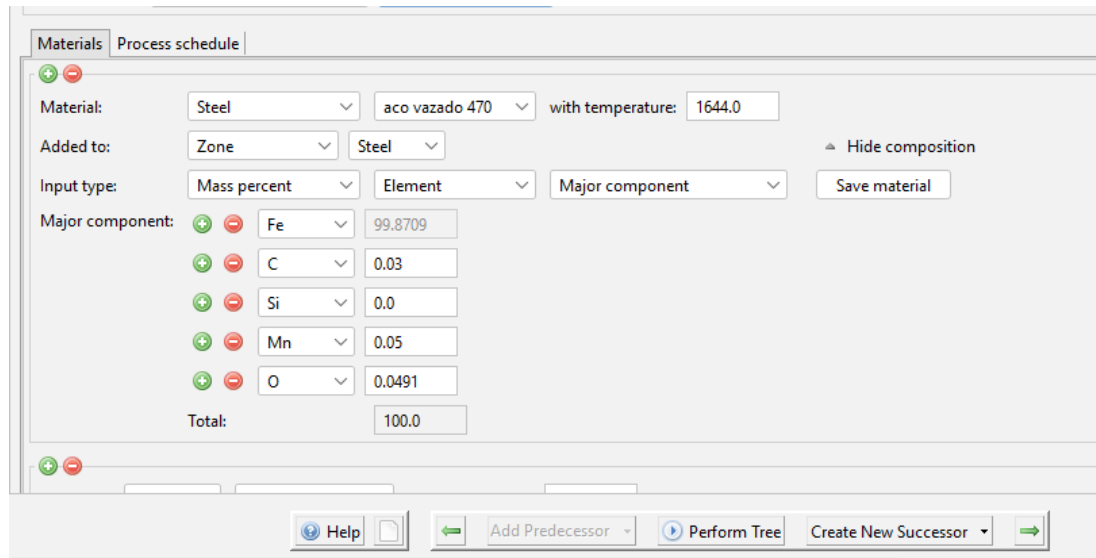 Materials Process schedule
Material: Steel aco vazado 470 with temperature: 1644.0
Added to: Zone Steel Hide composition
Input type: Mass percent Element Major component Save material
Major component: Fe 99.8709
C 0.03
Si 0.0
Mn 0.05
O 0.0491
Total: 100.0
Help Add Predecessor Perform Tree Create New Successor